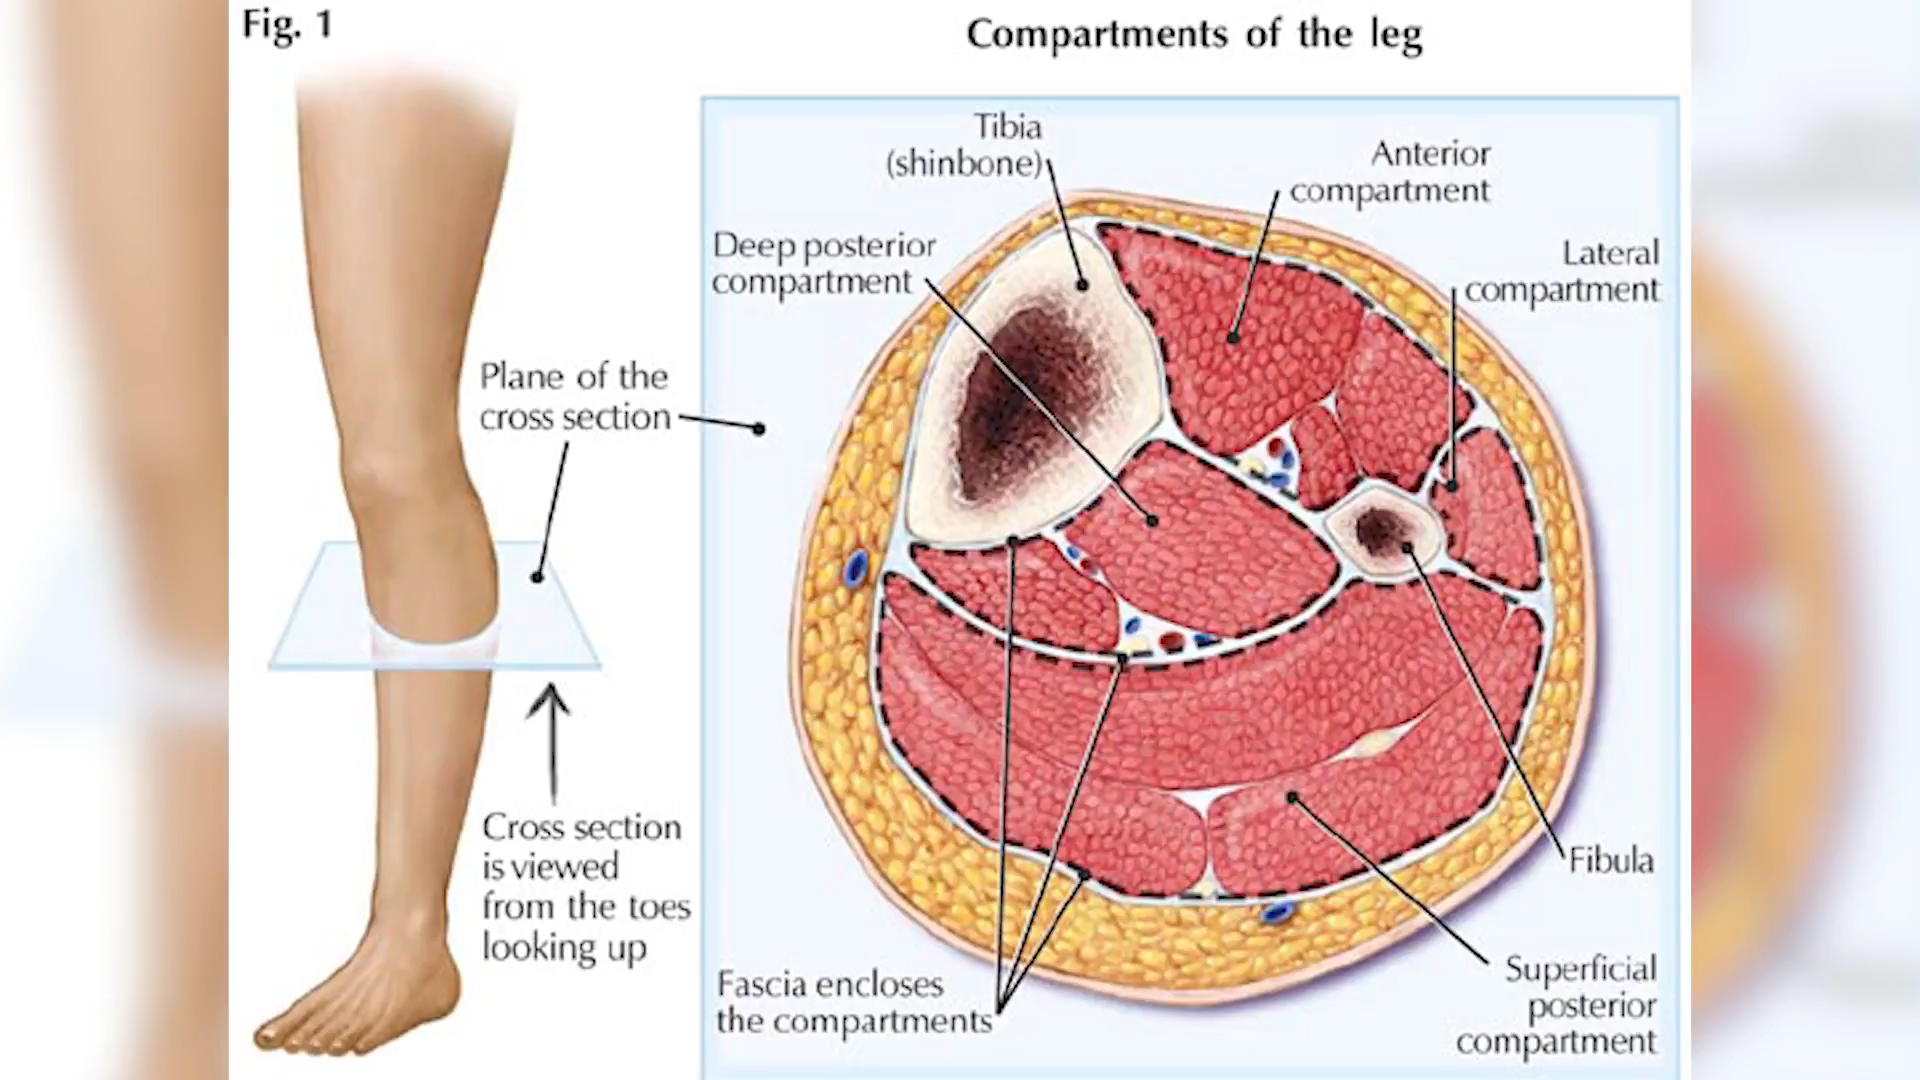 Fig. 1
Compartments of the leg
Tibia
(shinbone)
Anterior
compartment
Deep posterior
compartment
Lateral
compartment
Plane of the
cross section
Cross section
is viewed
from the toes
looking up
Fibula
Fascia encloses
the compartments
Superficial
posterior
compartment